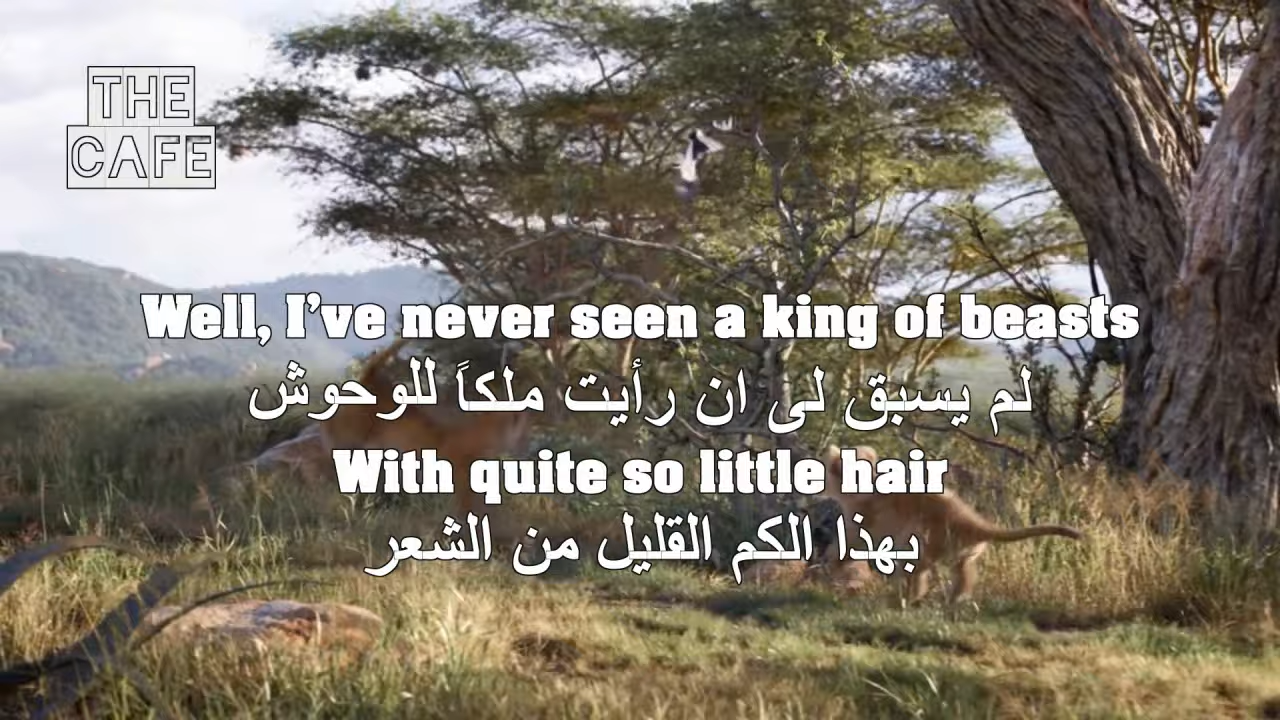 THE
CAFE
Well, I've never seen a king of beasts
لم يسبق لى ان رأيت ملكاً للوحوش
With quite so little hair
بهذا الكم القليل من الشعر